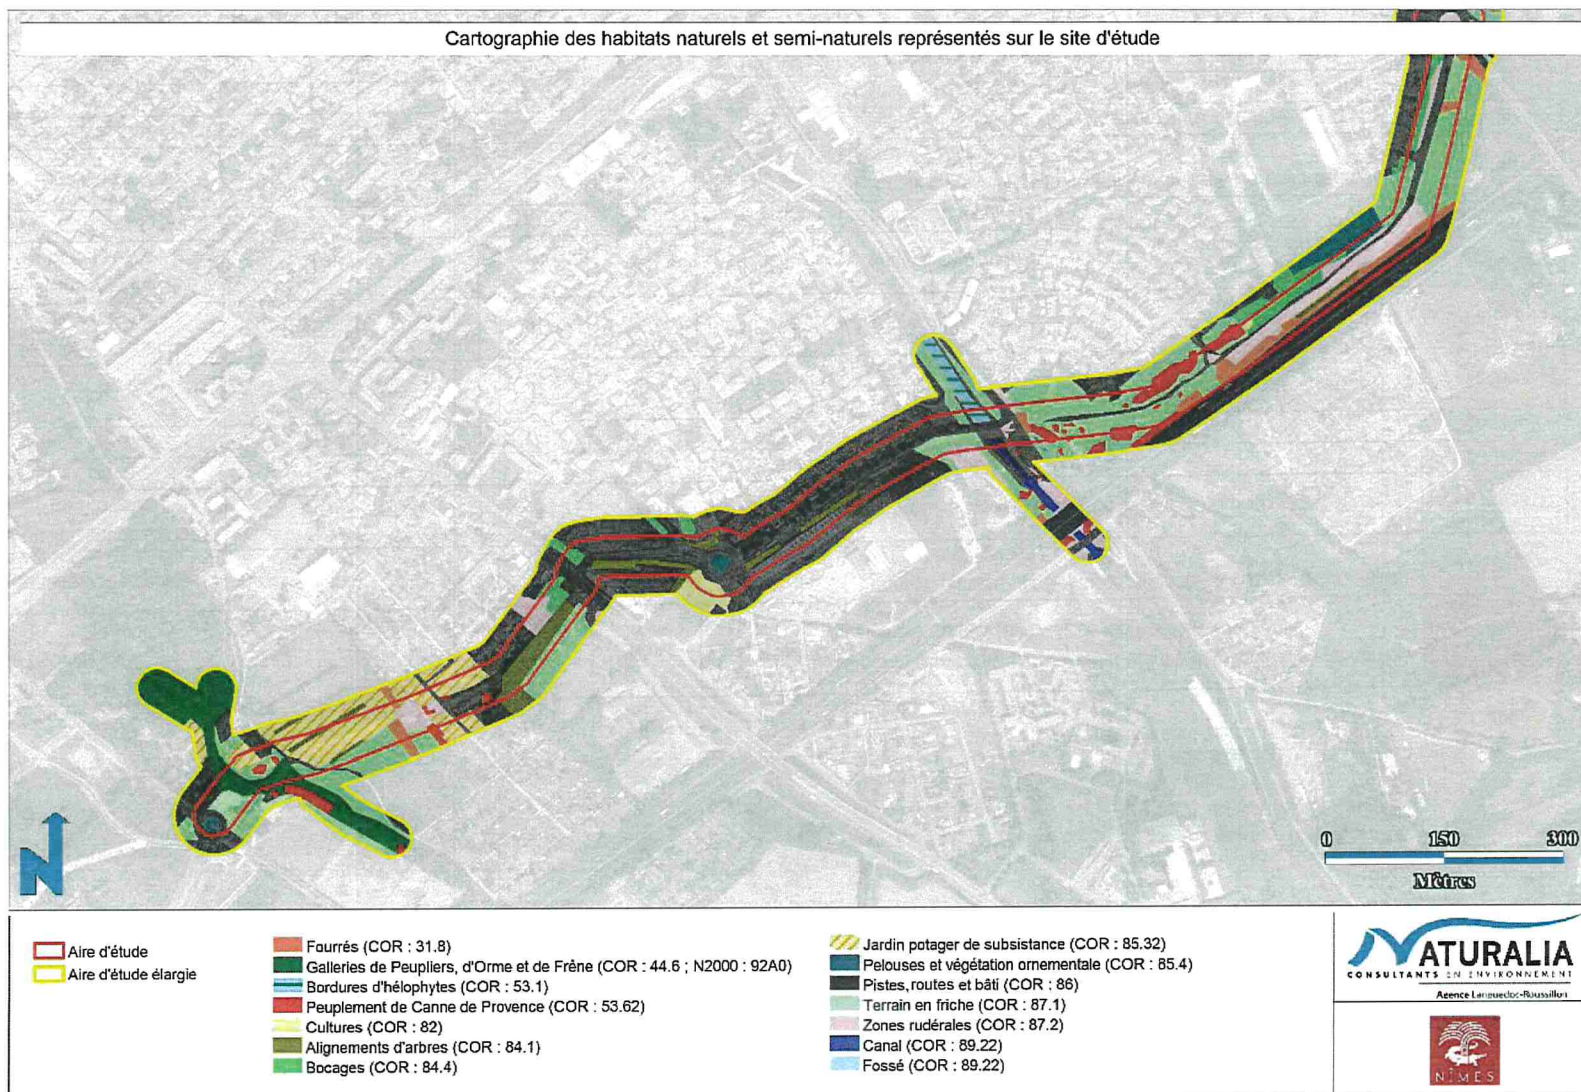 Cartographie des habitats naturels et semi-naturels représentés sur le site d'étude
0 150 300
Mètres
N
Aire d'étude
Aire d'étude élargie
Fourrés (COR : 31.8)
Galleries de Peupliers, d'Orme et de Frêne (COR : 44.6 ; N2000 : 92A0)
Bordures d'hélophytes (COR : 53.1)
Peuplement de Canne de Provence (COR : 53.62)
Cultures (COR : 82)
Alignements d'arbres (COR : 84.1)
Bocages (COR : 84.4)
Jardin potager de subsistance (COR : 85.32)
Pelouses et végétation ornementale (COR : 85.4)
Pistes, routes et bâti (COR : 86)
Terrain en friche (COR : 87.1)
Zones rudérales (COR : 87.2)
Canal (COR : 89.22)
Fossé (COR : 89.22)
NATURALIA
CONSULTANTS EN ENVIRONNEMENT
Agence Languedoc-Roussillon
NÎMES